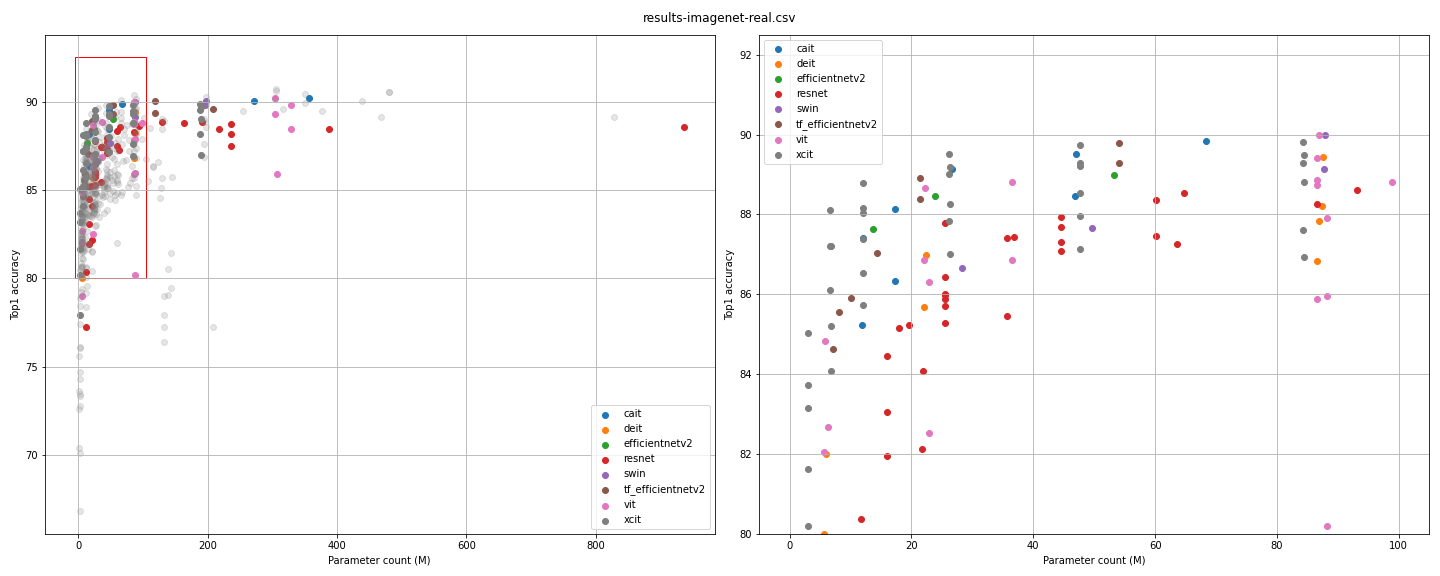 results-imagenet-real.csv
Top1 accuracy
90
85
80
75
70
0
200
400
600
800
Parameter count (M)
cait
deit
efficientnetv2
resnet
swin
tf_efficientnetv2
vit
xcit
Top1 accuracy
92
90
88
86
84
82
80
0
20
40
60
80
100
Parameter count (M)
cait
deit
efficientnetv2
resnet
swin
tf_efficientnetv2
vit
xcit